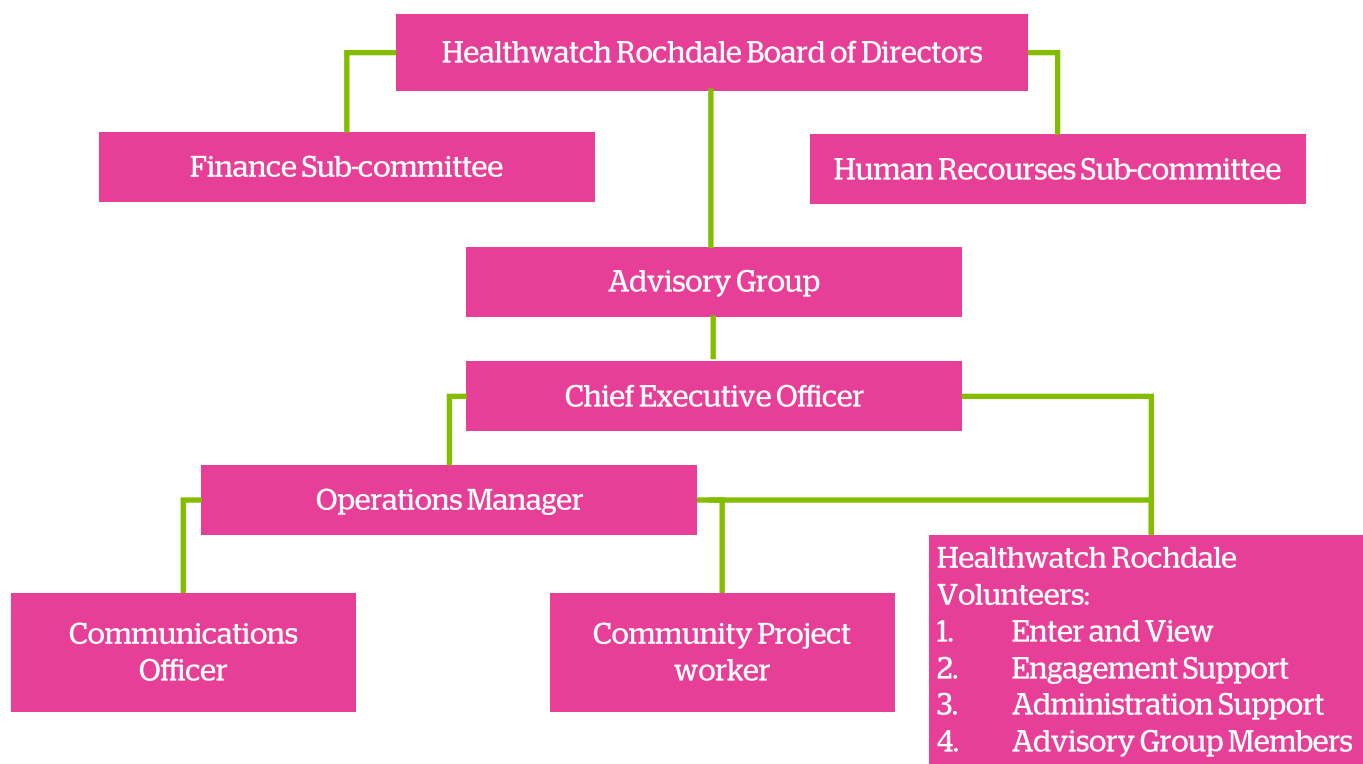 Healthwatch Rochdale Board of Directors
Finance Sub-committee
Human Recourses Sub-committee
Advisory Group
Chief Executive Officer
Operations Manager
Communications
Officer
Community Project
worker
Healthwatch Rochdale
Volunteers:
1. Enter and View
2. Engagement Support
3. Administration Support
4. Advisory Group Members